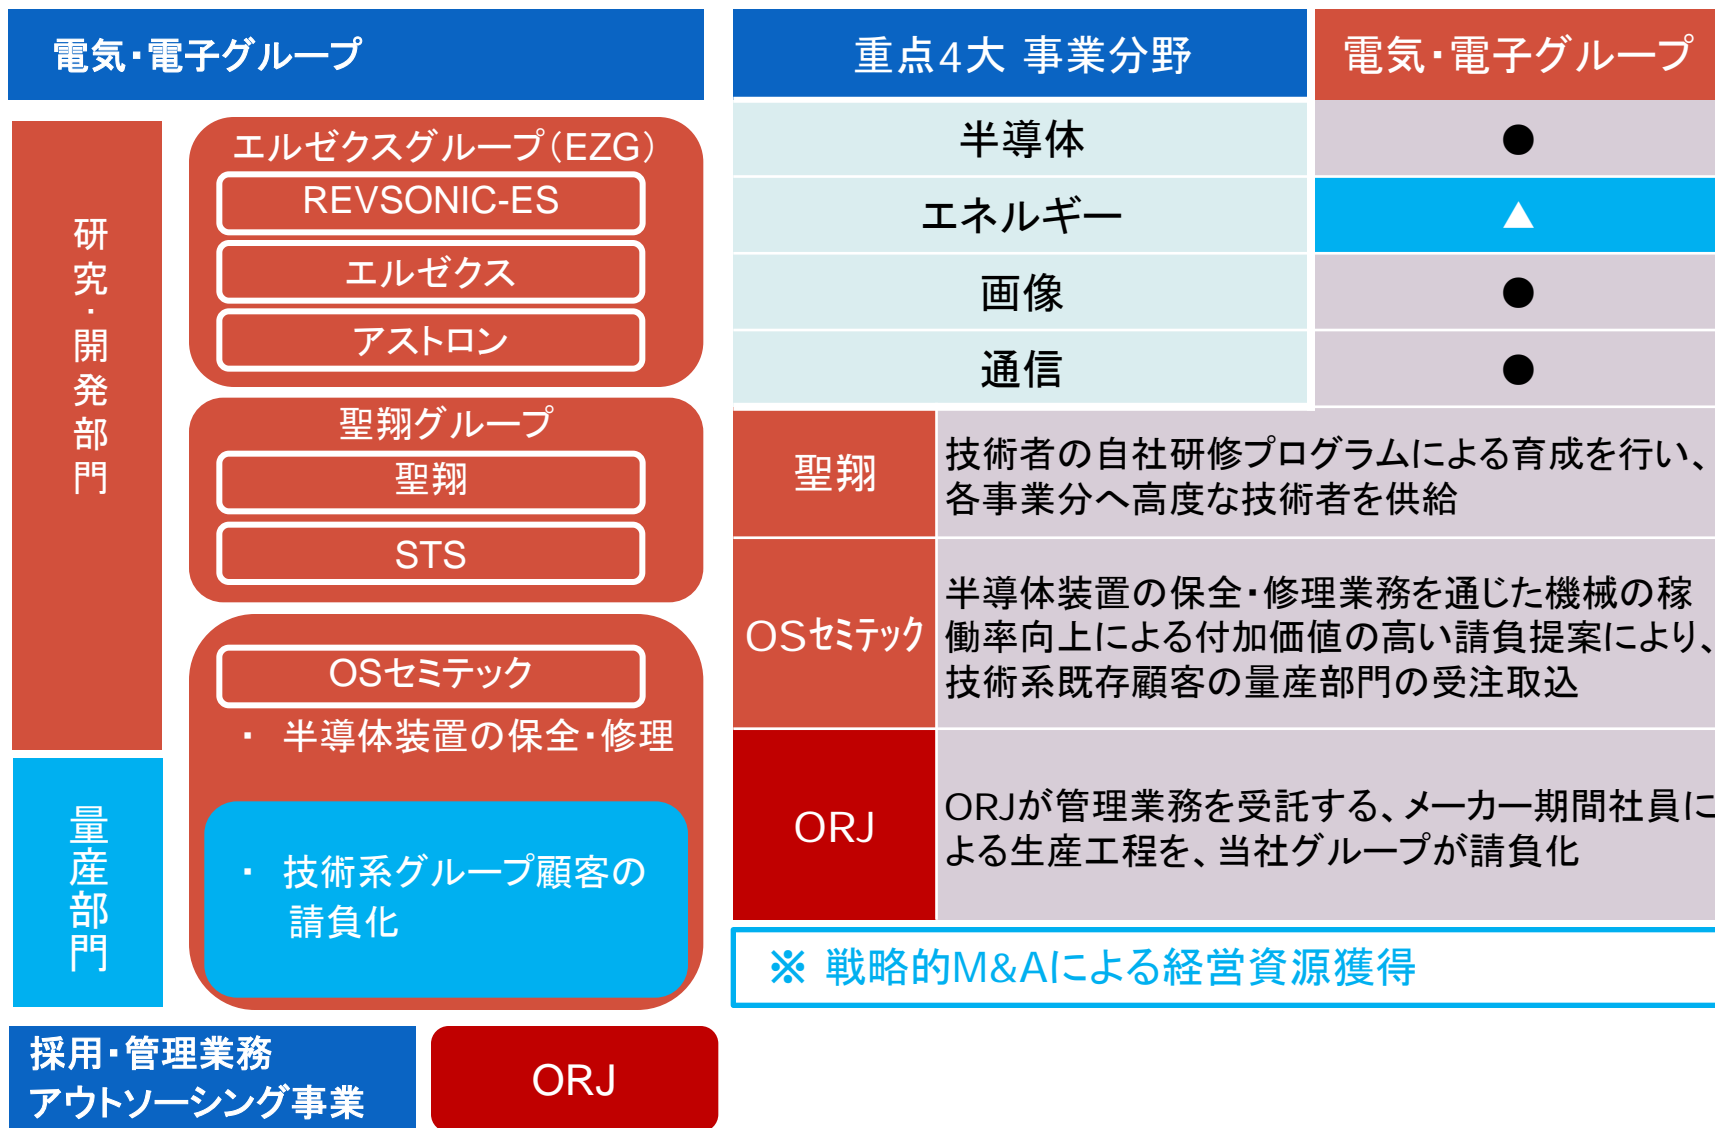 電気・電子グループ
研究・開発部門
エルゼクスグループ（EZG）
REVSONIC-ES
エルゼクス
アストロン
聖翔グループ
聖翔
STS
OSセミテック
・ 半導体装置の保全・修理
量産部門
・ 技術系グループ顧客の
請負化
採用・管理業務
アウトソーシング事業
ORJ
重点4大 事業分野
電気・電子グループ
半導体
●
エネルギー
▲
画像
●
通信
●
聖翔
技術者の自社研修プログラムによる育成を行い、
各事業分へ高度な技術者を供給
OSセミテック
半導体装置の保全・修理業務を通じた機械の稼
働率向上による付加価値の高い請負提案により、
技術系既存顧客の量産部門の受注取込
ORJ
ORJが管理業務を受託する、メーカー期間社員に
よる生産工程を、当社グループが請負化
※ 戦略的M&Aによる経営資源獲得